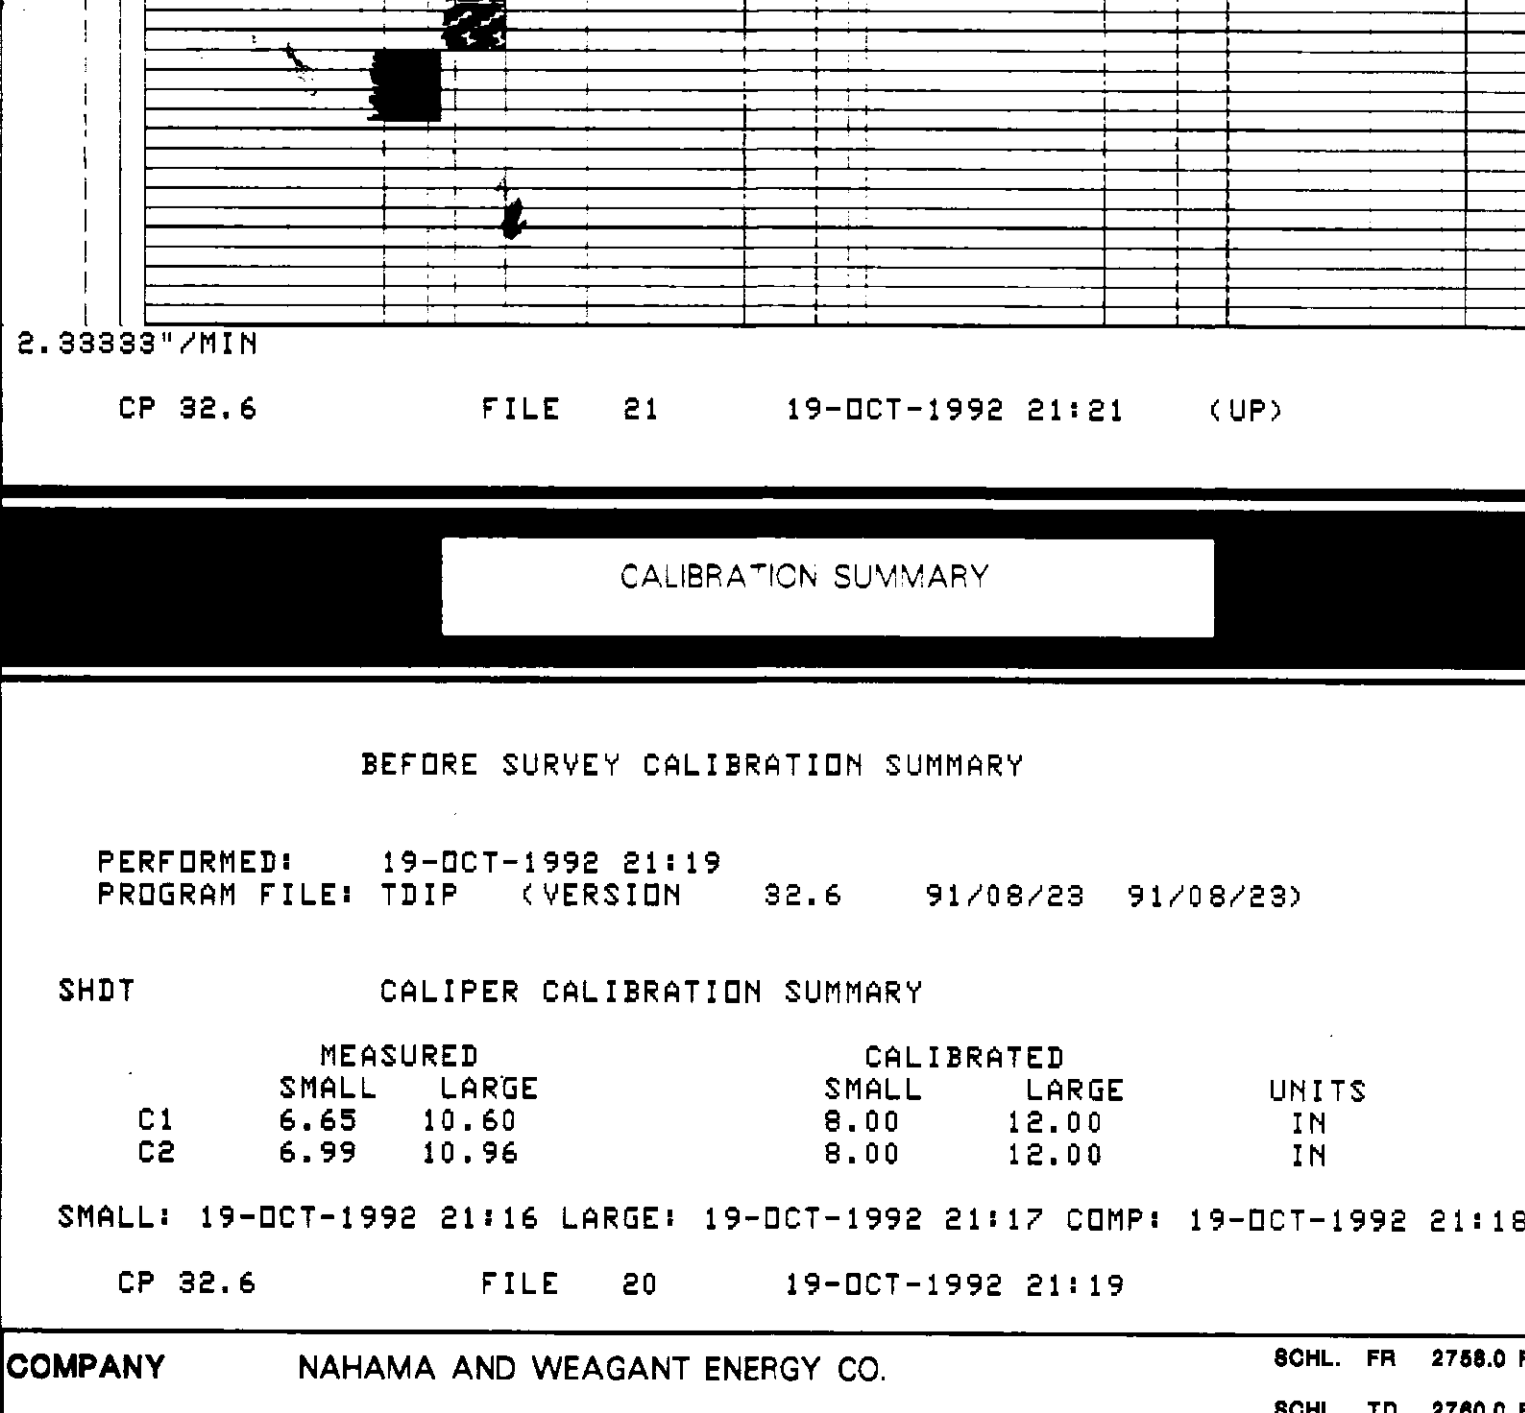 2.33333"/MIN
CP 32.6 FILE 21 19-OCT-1992 21:21 (UP)
CALIBRATION SUMMARY
BEFORE SURVEY CALIBRATION SUMMARY
PERFORMED: 19-OCT-1992 21:19
PROGRAM FILE: TDIP (VERSION 32.6 91/08/23 91/08/23)
SHDT CALIPER CALIBRATION SUMMARY
MEASURED CALIBRATED
SMALL LARGE SMALL LARGE UNITS
C1 6.65 10.60 8.00 12.00 IN
C2 6.99 10.96 8.00 12.00 IN
SMALL: 19-OCT-1992 21:16 LARGE: 19-OCT-1992 21:17 COMP: 19-OCT-1992 21:18
CP 32.6 FILE 20 19-OCT-1992 21:19
COMPANY NAHAMA AND WEAGANT ENERGY CO. SCHL. FR 2758.0 F
SCHL. TD 2760.0 F